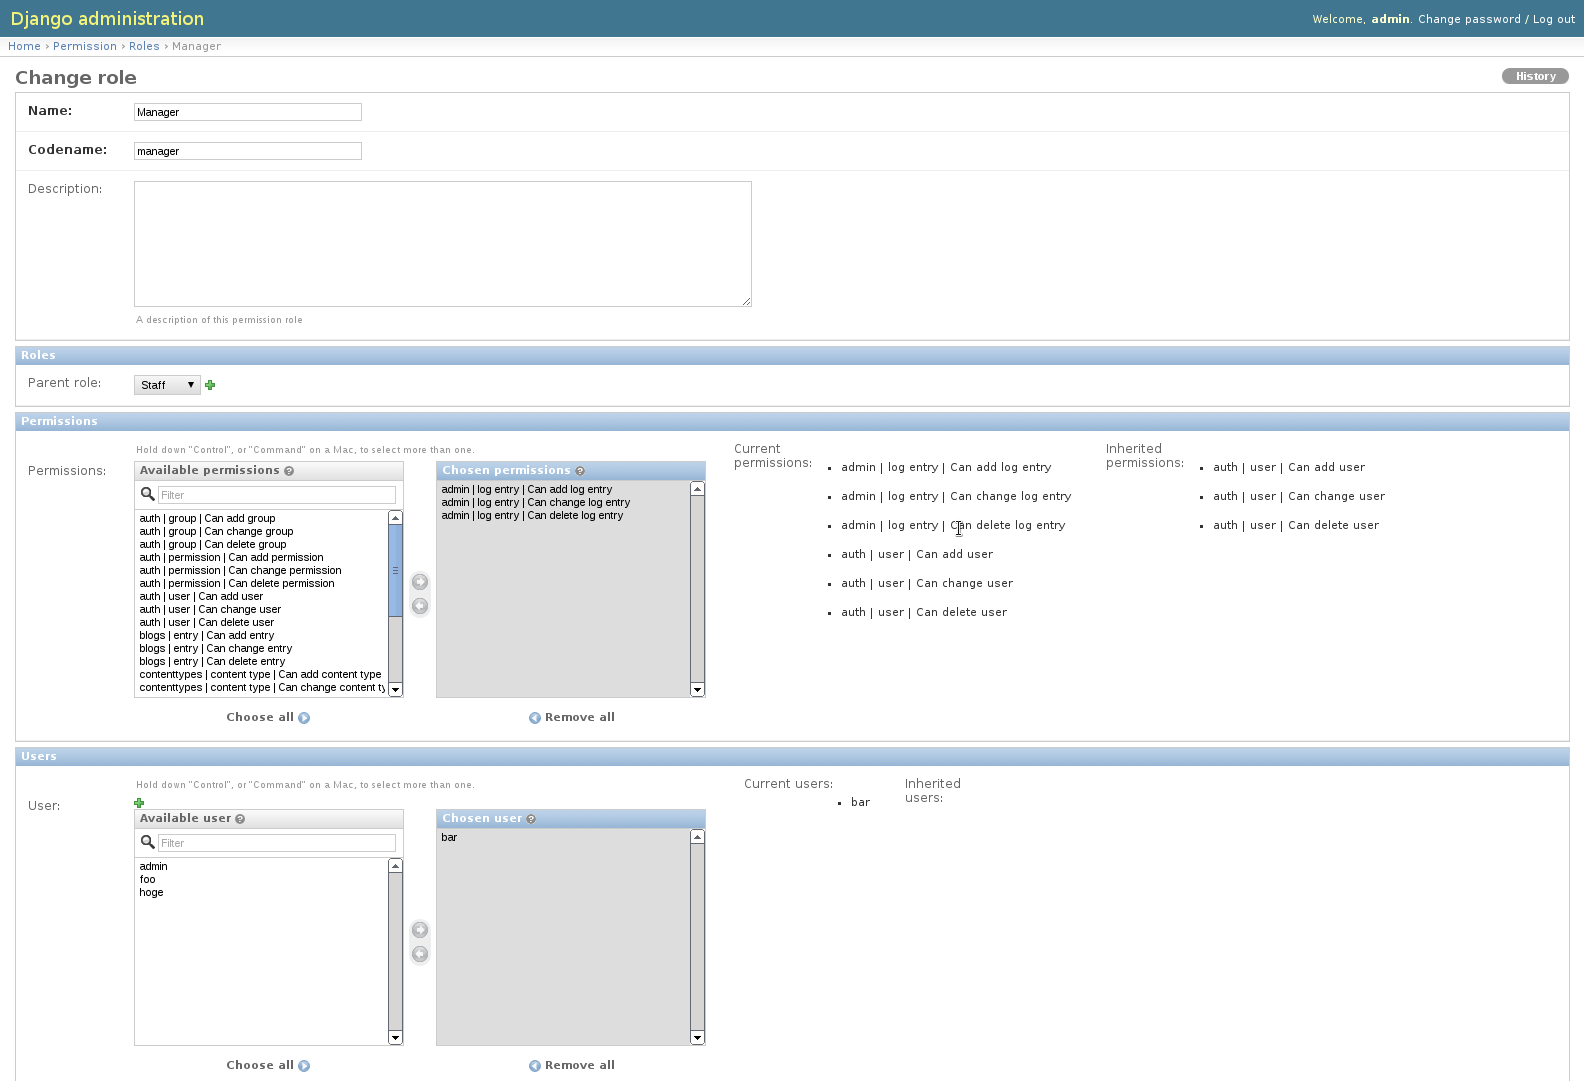 Django administration
Welcome, admin. Change password / Log out
Home › Permission › Roles › Manager
Change role
History
Name:
Manager
Codename:
manager
Description:
A description of this permission role
Roles
Parent role:
Staff
Permissions
Hold down "Control", or "Command" on a Mac, to select more than one.
Permissions:
Available permissions
Filter
auth | group | Can add group
auth | group | Can change group
auth | group | Can delete group
auth | permission | Can add permission
auth | permission | Can change permission
auth | permission | Can delete permission
auth | user | Can add user
auth | user | Can change user
auth | user | Can delete user
blogs | entry | Can add entry
blogs | entry | Can change entry
blogs | entry | Can delete entry
contenttypes | content type | Can add content type
contenttypes | content type | Can change content ty
Choose all
Chosen permissions
admin | log entry | Can add log entry
admin | log entry | Can change log entry
admin | log entry | Can delete log entry
Remove all
Current
permissions:
admin | log entry | Can add log entry
admin | log entry | Can change log entry
admin | log entry | Can delete log entry
auth | user | Can add user
auth | user | Can change user
auth | user | Can delete user
Inherited
permissions:
auth | user | Can add user
auth | user | Can change user
auth | user | Can delete user
Users
Hold down "Control", or "Command" on a Mac, to select more than one.
User:
Available user
Filter
admin
foo
hoge
Choose all
Chosen user
bar
Remove all
Current users:
bar
Inherited
users: